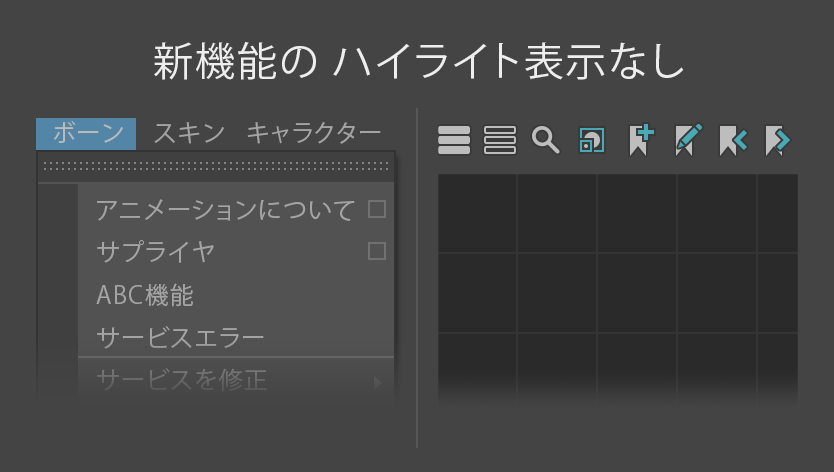 新機能の ハイライト表示なし
ボーン スキン キャラクター
アニメーションについて
サプライヤ
ABC機能
サービスエラー
サービスを修正